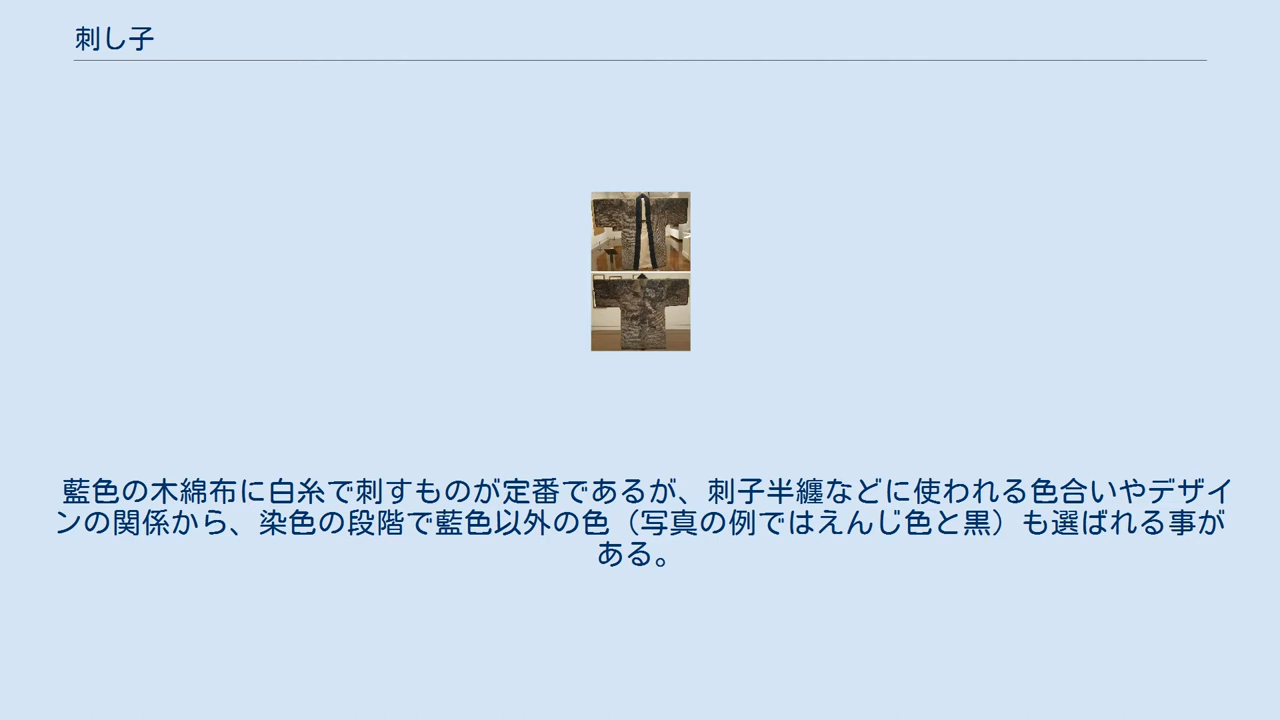 刺し子
藍色の木綿布に白糸で刺すものが定番であるが、刺子半纏などに使われる色合いやデザイ
ンの関係から、染色の段階で藍色以外の色（写真の例ではえんじ色と黒）も選ばれる事が
ある。